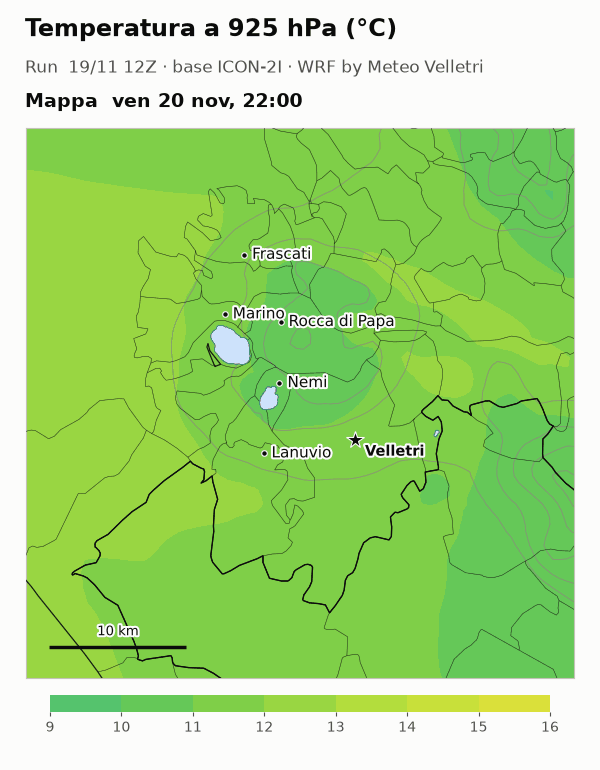 Temperatura a 925 hPa (°C)
Run  19/11 12Z · base ICON-2I · WRF by Meteo Velletri
Mappa  ven 20 nov, 22:00
Frascati
Marino
Rocca di Papa
Nemi
Velletri
Lanuvio
10 km
9 10 11 12 13 14 15 16